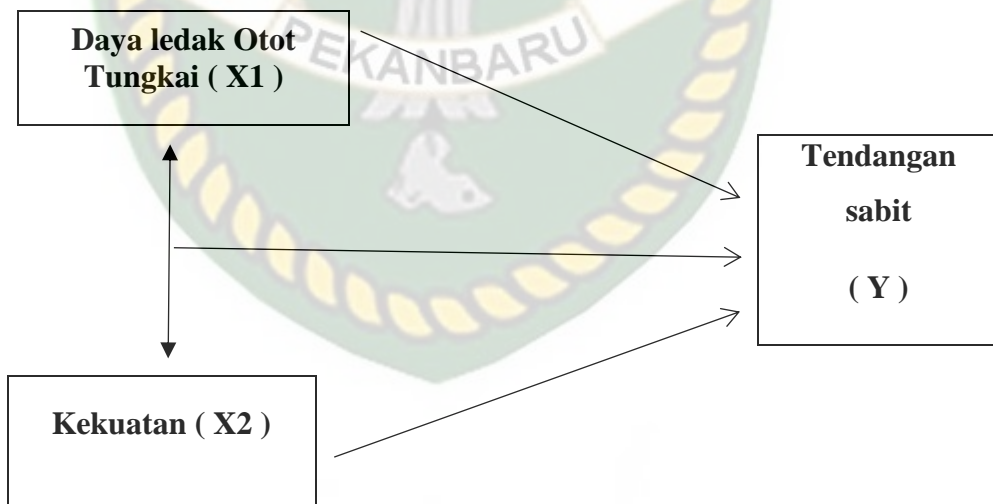 Daya ledak Otot
Tungkai ( X1 )
PEKANBARU
Tendangan
sabit
( Y )
Kekuatan ( X2 )